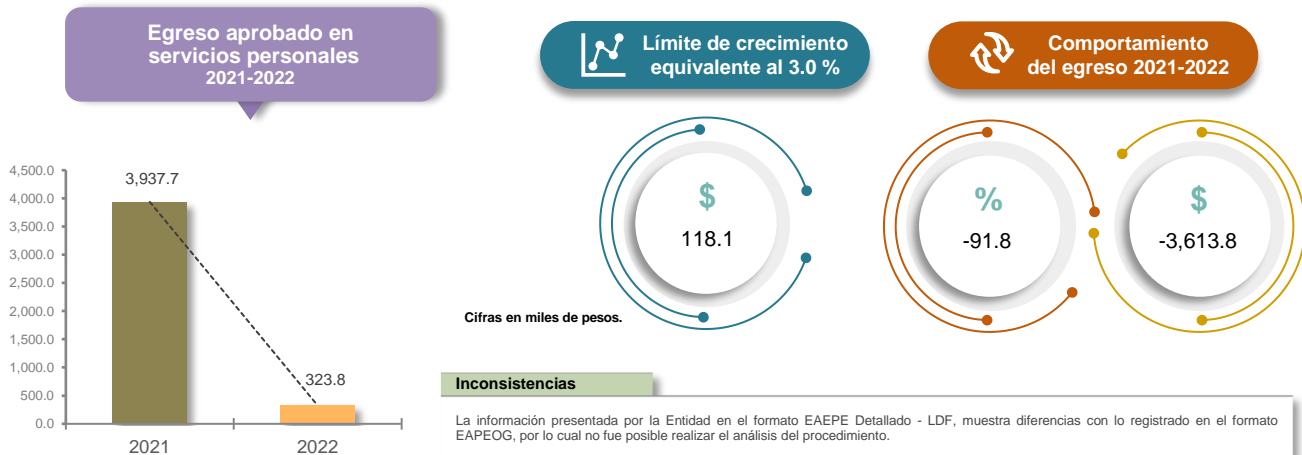 Egreso aprobado en
servicios personales
2021-2022
Límite de crecimiento
equivalente al 3.0 %
Comportamiento
del egreso 2021-2022
4,500.0
4,000.0
3,500.0
3,000.0
2,500.0
2,000.0
1,500.0
1,000.0
500.0
0.0
3,937.7
323.8
2021
2022
$
118.1
%
-91.8
$
-3,613.8
Cifras en miles de pesos.
Inconsistencias
La información presentada por la Entidad en el formato EAEPE Detallado - LDF, muestra diferencias con lo registrado en el formato
EAPEOG, por lo cual no fue posible realizar el análisis del procedimiento.